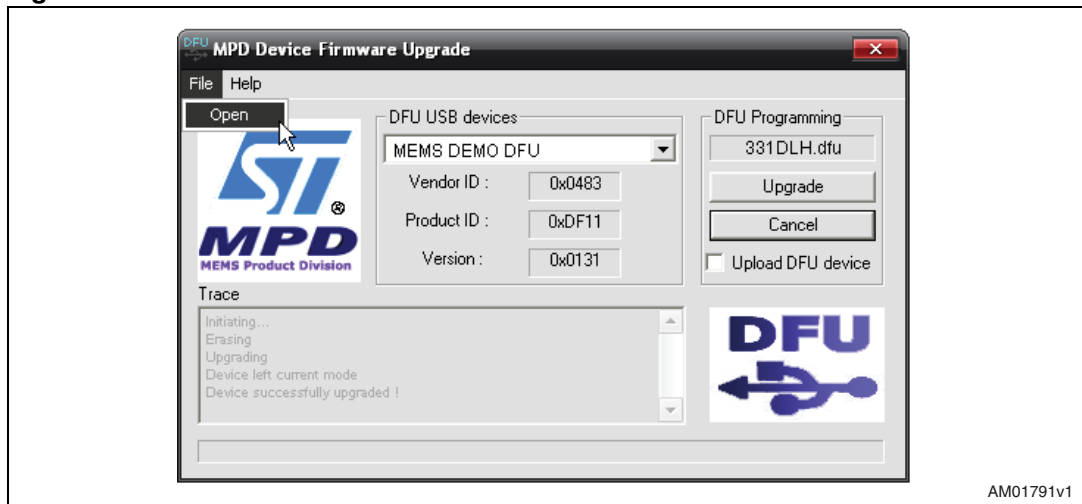 DFU MPD Device Firmware Upgrade
File Help
Open
DFU USB devices
MEMS DEMO DFU
Vendor ID : 0x0483
Product ID : 0xDF11
Version : 0x0131
DFU Programming
331DLH.dfu
Upgrade
Cancel
Upload DFU device
ST ®
MPD
MEMS Product Division
Trace
Initiating...
Erasing
Upgrading
Device left current mode
Device successfully upgraded !
DFU
AM01791v1